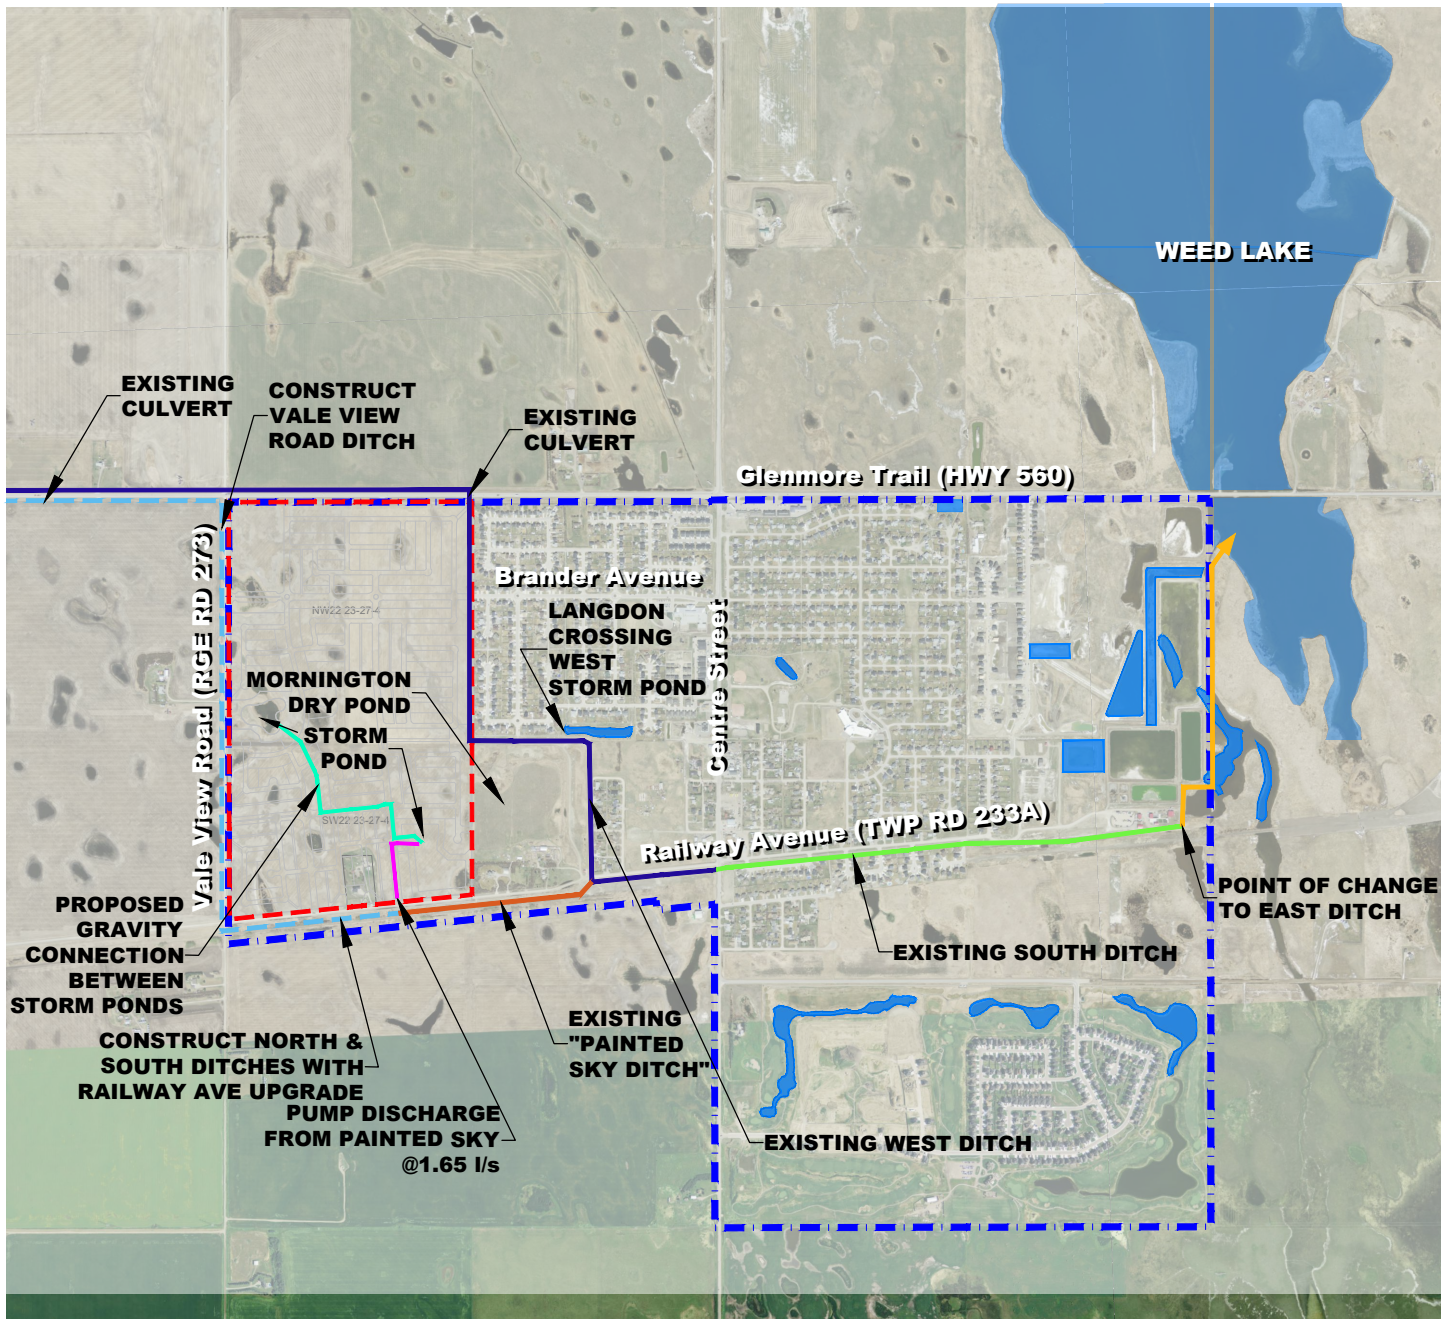 WEED LAKE
EXISTING
CULVERT
CONSTRUCT
VALE VIEW
ROAD DITCH
EXISTING
CULVERT
Glenmore Trail (HWY 560)
Vale View Road (RGE RD 273)
Brander Avenue
NW22 23-27-4
LANGDON
CROSSING
WEST
STORM POND
Centre Street
MORNINGTON
DRY POND
STORM
POND
SW22 23-27-4
Railway Avenue (TWP RD 233A)
PROPOSED
GRAVITY
CONNECTION
BETWEEN
STORM PONDS
POINT OF CHANGE
TO EAST DITCH
EXISTING SOUTH DITCH
CONSTRUCT NORTH &
SOUTH DITCHES WITH
RAILWAY AVE UPGRADE
EXISTING
"PAINTED
SKY DITCH"
PUMP DISCHARGE
FROM PAINTED SKY
@1.65 l/s
EXISTING WEST DITCH